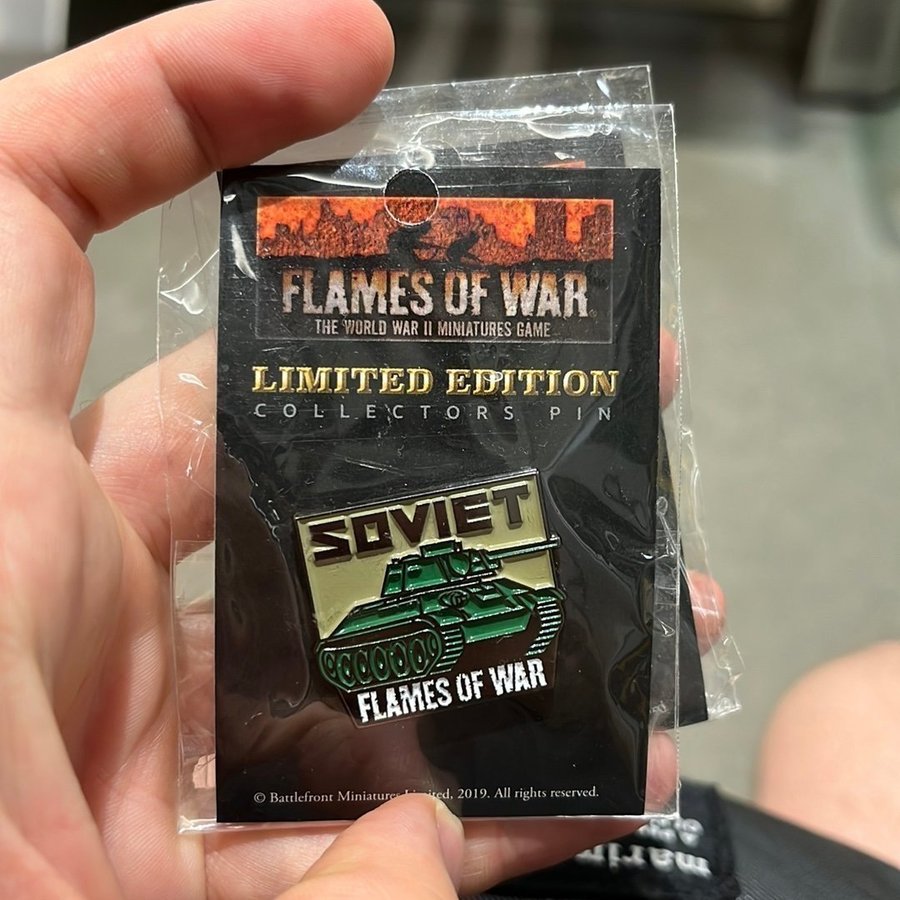 FLAMES OF WAR
THE WORLD WAR II MINIATURES GAME
LIMITED EDITION
COLLECTORS PIN
SOVIET
FLAMES OF WAR
© Battlefront Miniatures Limited, 2019. All rights reserved.